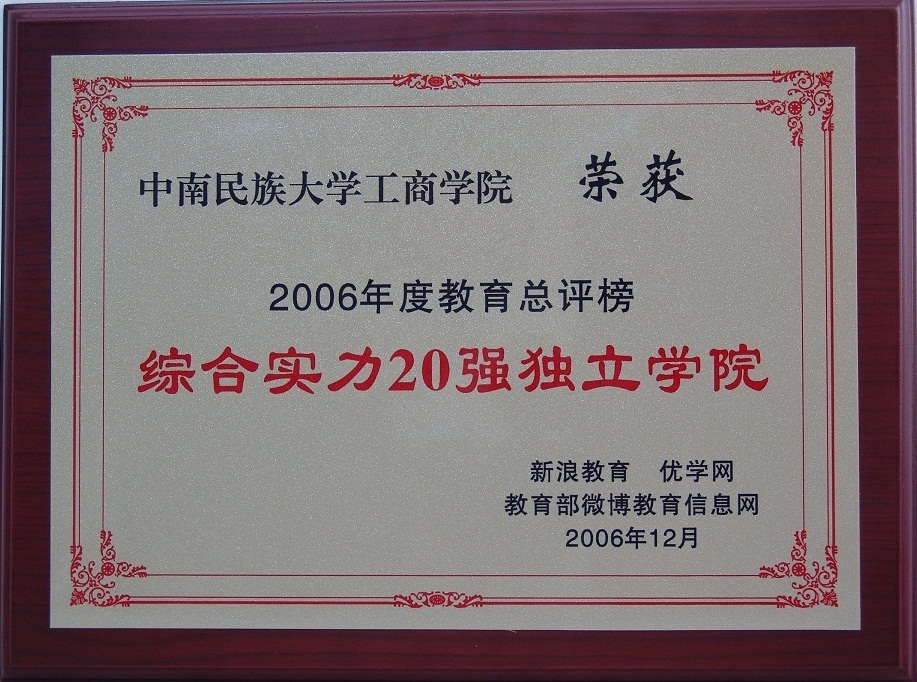 中南民族大学工商学院 荣获
2006年度教育总评榜
综合实力20强独立学院
新浪教育 优学网
教育部微博教育信息网
2006年12月